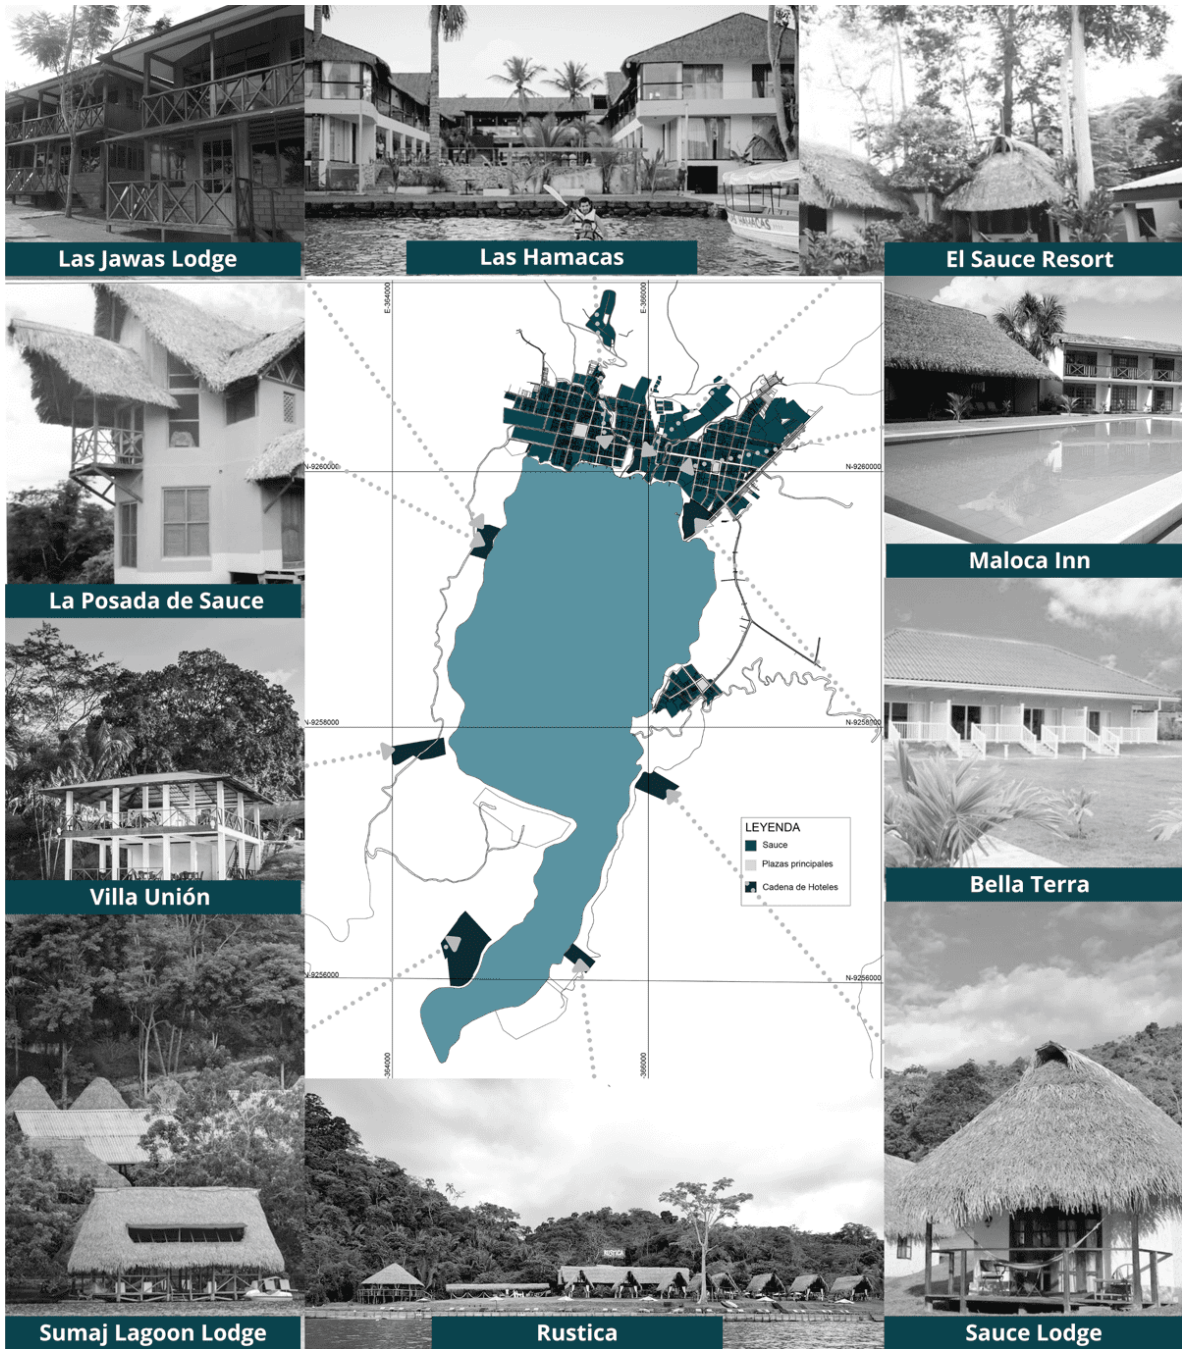 Las Jawas Lodge
Las Hamacas
El Sauce Resort
La Posada de Sauce
Maloca Inn
Villa Unión
Bella Terra
Sumaj Lagoon Lodge
Rustica
Sauce Lodge
E-364000
E-366000
N-9260000
N-9260000
N-9258000
N-9258000
N-9256000
N-9256000
-364000
-366000
LEYENDA
Sauce
Plazas principales
Cadena de Hoteles
RUSTICA